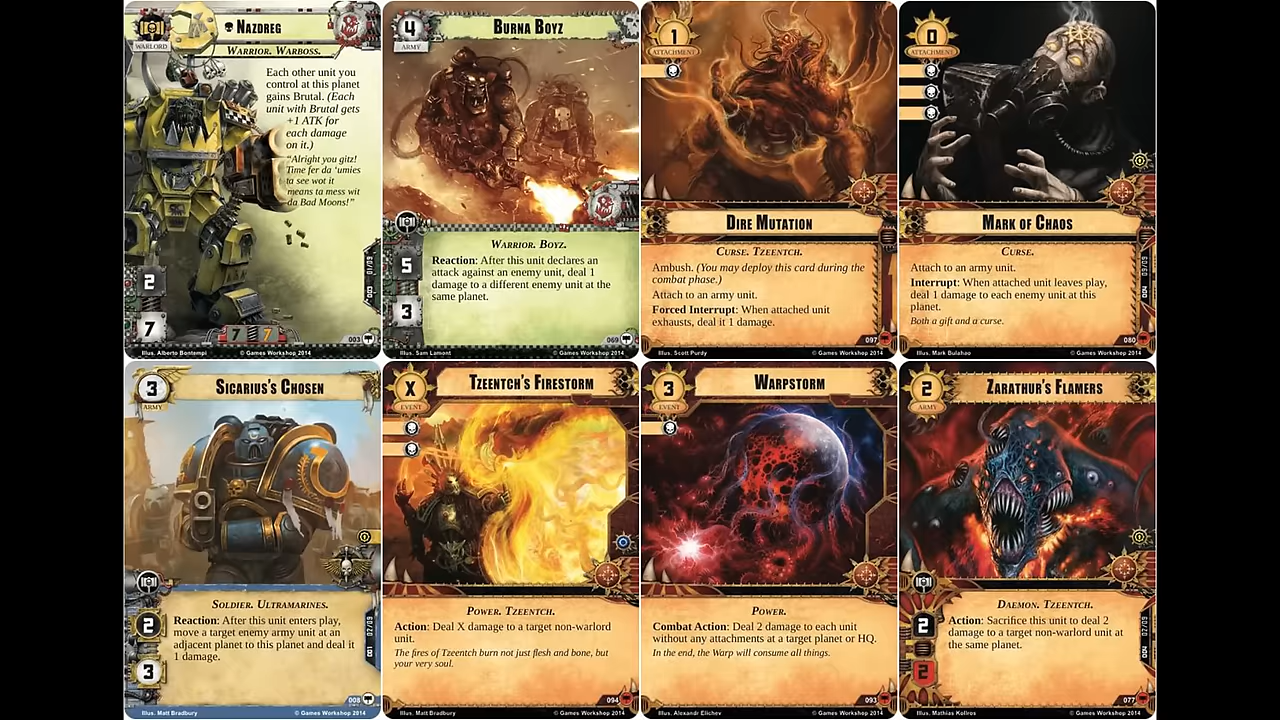 NAZDREG
WARLORD
WARRIOR. WARBOSS.
Each other unit you
control at this planet
gains Brutal. (Each
unit with Brutal gets
+1 ATK for
each damage
on it.)
"Alright you gitz!
Time fer da 'umies
ta see wot it
means ta mess wit
da Bad Moons!"
2
7
7 7
003
Illus. Alberto Bontempi © Games Workshop 2014
4
ARMY
BURNA BOYZ
WARRIOR. BOYZ.
5
3
Reaction: After this unit declares an
attack against an enemy unit, deal 1
damage to a different enemy unit at the
same planet.
069
Illus. Sam Lamont © Games Workshop 2014
1
ATTACHMENT
DIRE MUTATION
CURSE. TZEENTCH.
Ambush. (You may deploy this card during the
combat phase.)
Attach to an army unit.
Forced Interrupt: When attached unit
exhausts, deal it 1 damage.
097
Illus. Scott Purdy © Games Workshop 2014
0
ATTACHMENT
MARK OF CHAOS
CURSE.
Attach to an army unit.
Interrupt: When attached unit leaves play,
deal 1 damage to each enemy unit at this
planet.
Both a gift and a curse.
080
Illus. Mark Bulahao © Games Workshop 2014
3
ARMY
SICARIUS'S CHOSEN
SOLDIER. ULTRAMARINES.
2
3
Reaction: After this unit enters play,
move a target enemy army unit at an
adjacent planet to this planet and deal it
1 damage.
008
Illus. Matt Bradbury © Games Workshop 2014
X
EVENT
TZEENTCH'S FIRESTORM
POWER. TZEENTCH.
Action: Deal X damage to a target non-warlord
unit.
The fires of Tzeentch burn not just flesh and bone, but
your very soul.
094
Illus. Matt Bradbury © Games Workshop 2014
3
EVENT
WARPSTORM
POWER.
Combat Action: Deal 2 damage to each unit
without any attachments at a target planet or HQ.
In the end, the Warp will consume all things.
093
Illus. Alexandr Elichev © Games Workshop 2014
2
ARMY
ZARATHUR'S FLAMERS
DAEMON. TZEENTCH.
2
2
Action: Sacrifice this unit to deal 2
damage to a target non-warlord unit at
the same planet.
077
Illus. Mathias Kollros © Games Workshop 2014